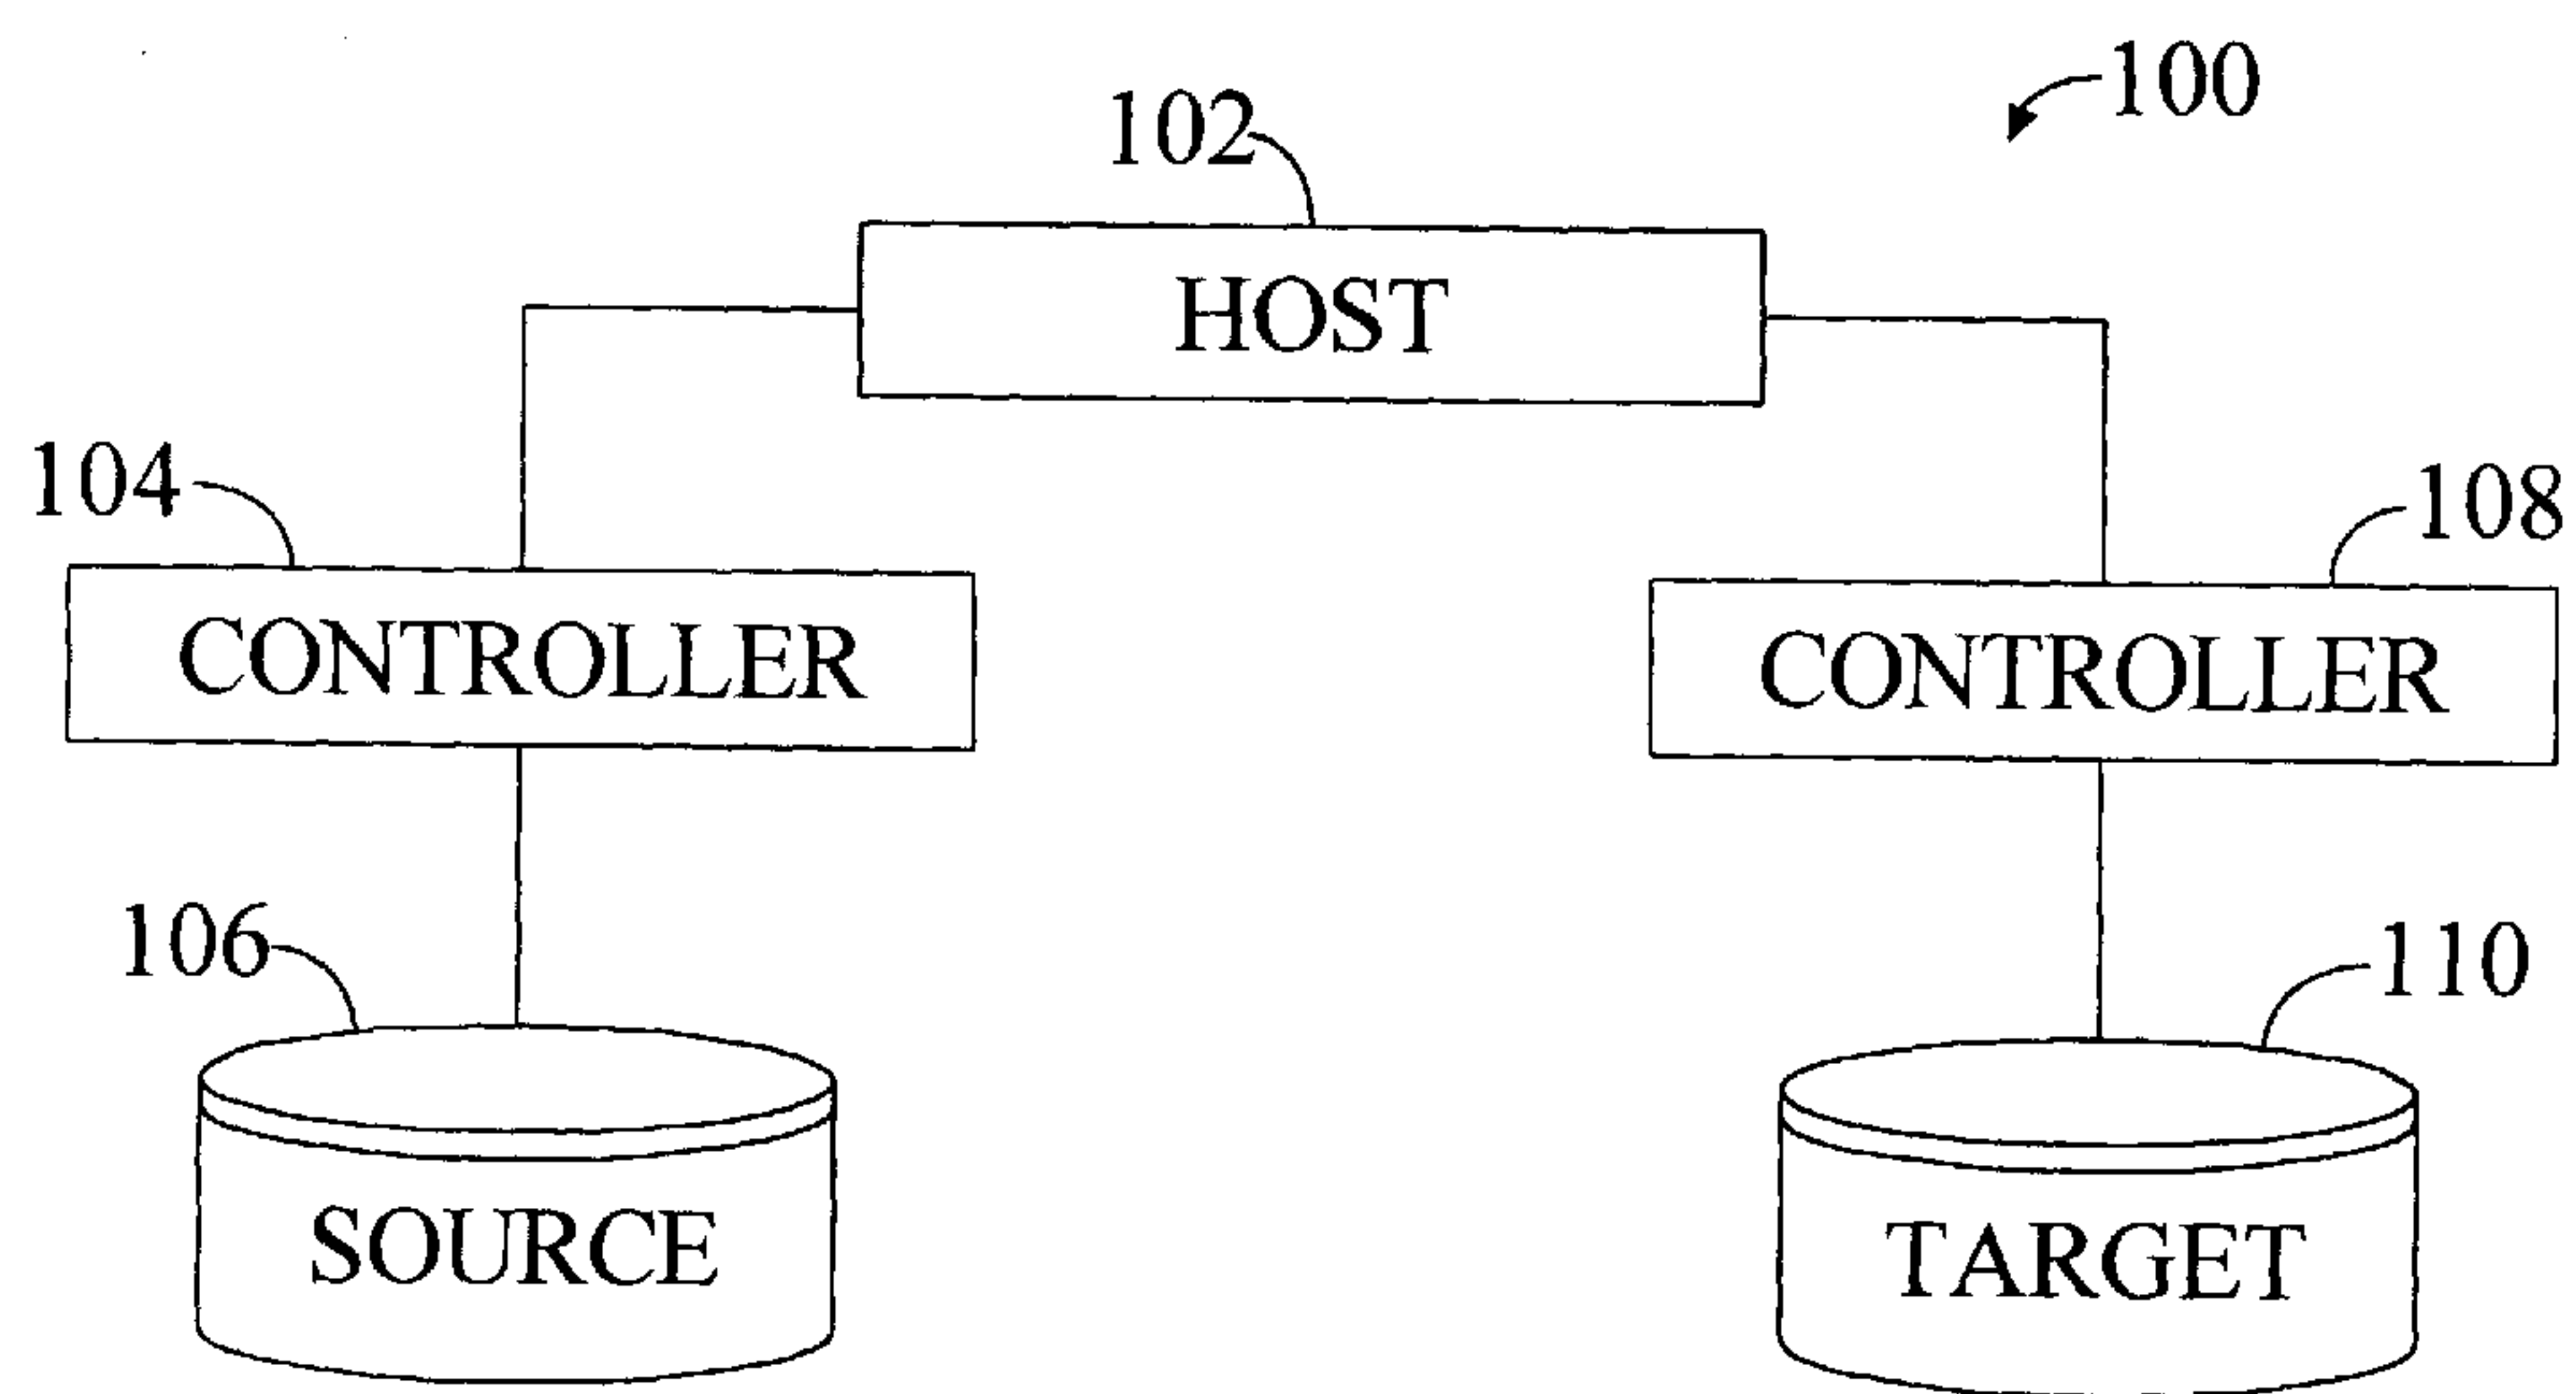 100
102
HOST
104
108
CONTROLLER
CONTROLLER
106
110
SOURCE
TARGET